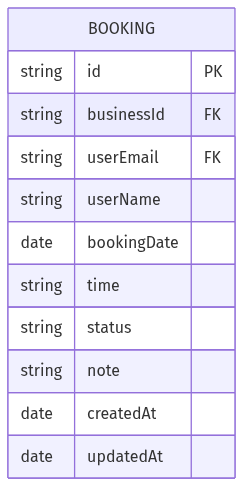 BOOKING
string id PK
string businessId FK
string userEmail FK
string userName
date bookingDate
string time
string status
string note
date createdAt
date updatedAt